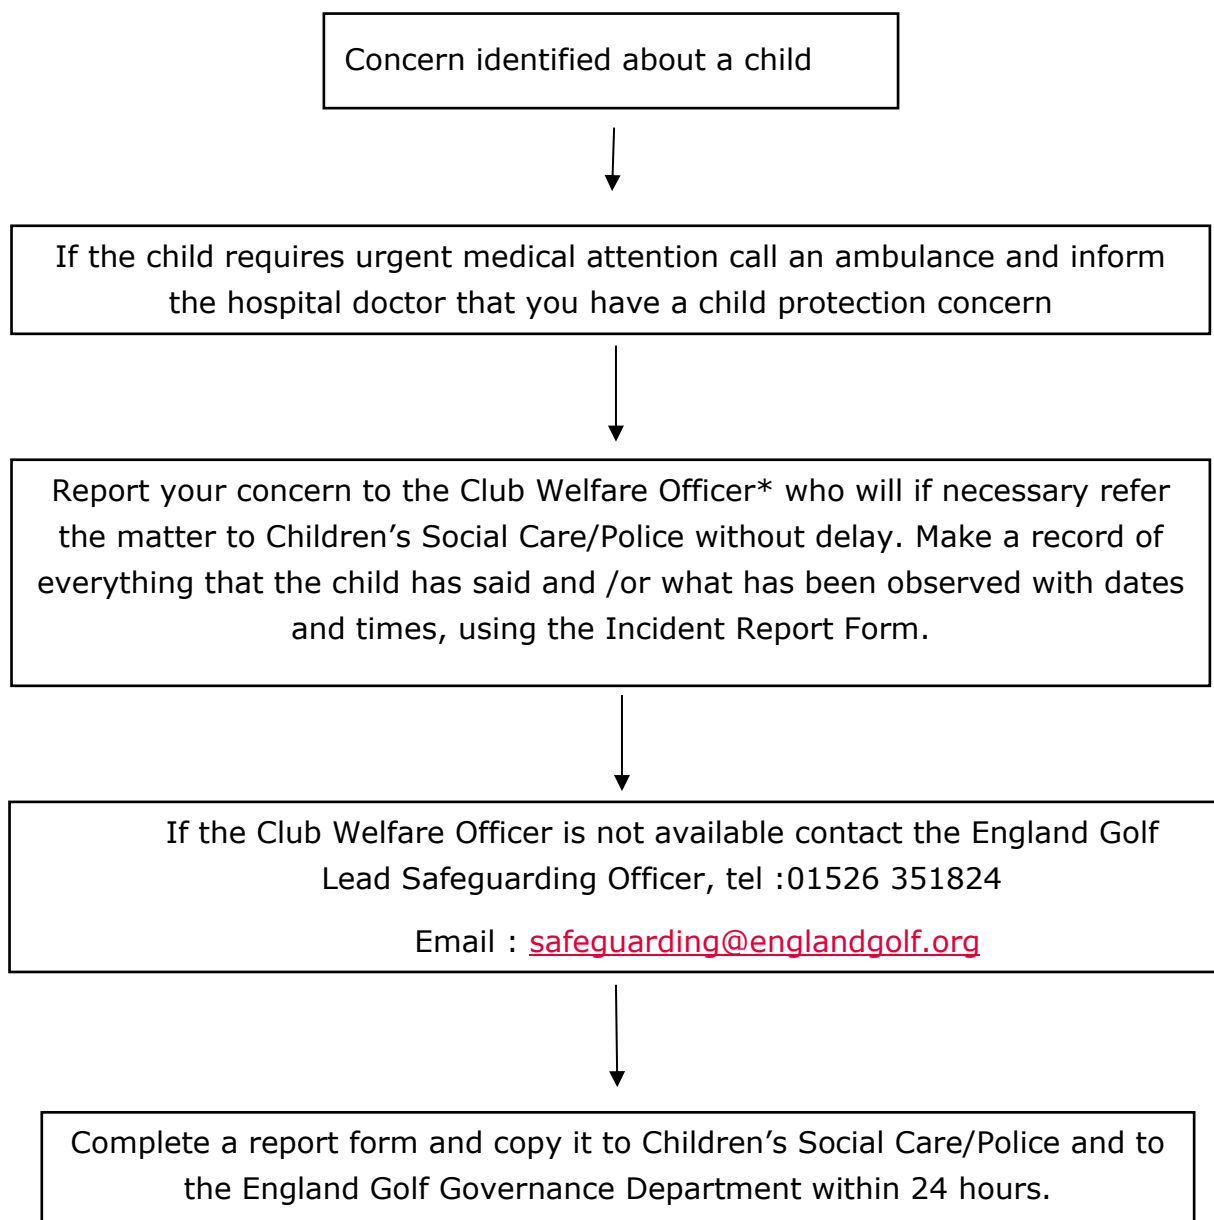 Concern identified about a child
If the child requires urgent medical attention call an ambulance and inform
the hospital doctor that you have a child protection concern
Report your concern to the Club Welfare Officer* who will if necessary refer
the matter to Children’s Social Care/Police without delay. Make a record of
everything that the child has said and /or what has been observed with dates
and times, using the Incident Report Form.
If the Club Welfare Officer is not available contact the England Golf
Lead Safeguarding Officer, tel :01526 351824
Email : safeguarding@englandgolf.org
Complete a report form and copy it to Children’s Social Care/Police and to
the England Golf Governance Department within 24 hours.